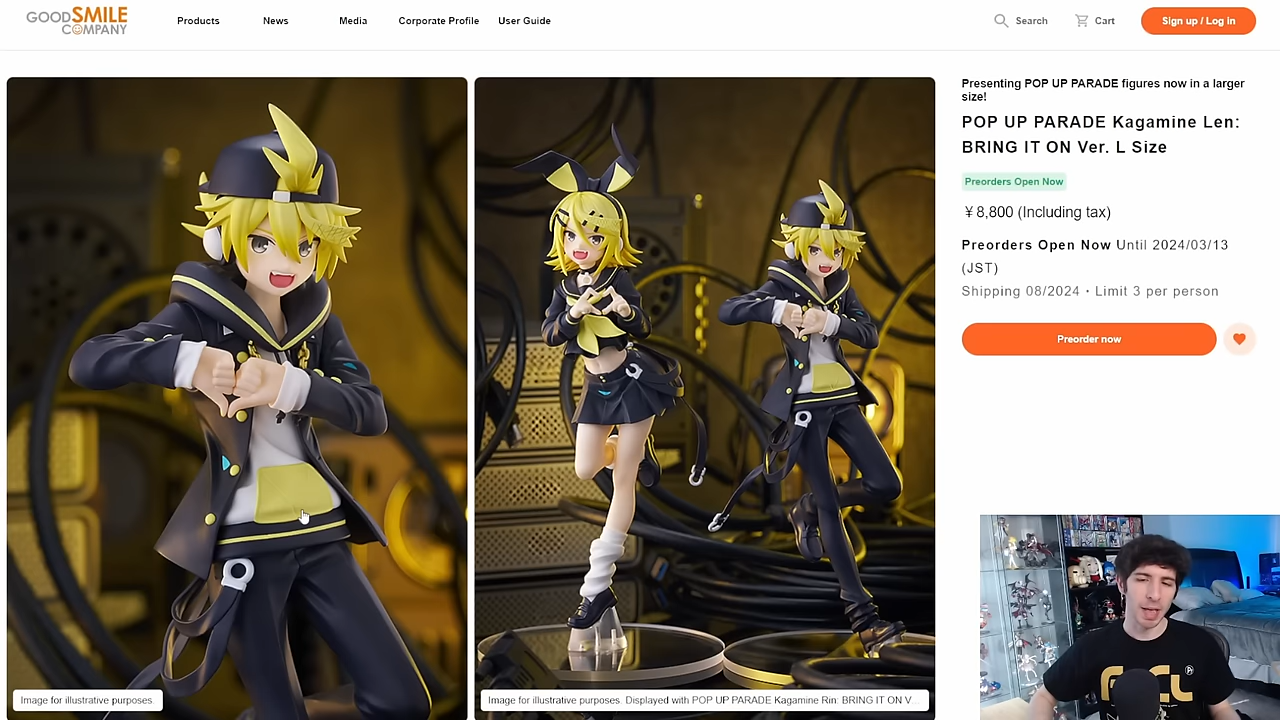 GOODSMILE
COMPANY
Products
News
Media
Corporate Profile
User Guide
Search
Cart
Sign up / Log in
Presenting POP UP PARADE figures now in a larger
size!
POP UP PARADE Kagamine Len:
BRING IT ON Ver. L Size
Preorders Open Now
¥8,800 (Including tax)
Preorders Open Now Until 2024/03/13
(JST)
Shipping 08/2024・Limit 3 per person
Preorder now
Image for illustrative purposes.
Image for illustrative purposes. Displayed with POP UP PARADE Kagamine Rin: BRING IT ON V...